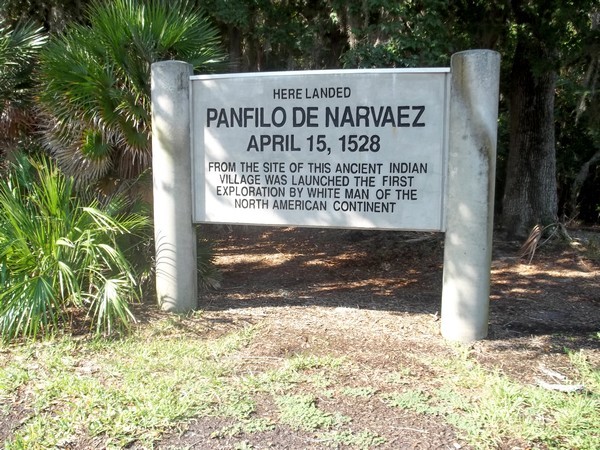 HERE LANDED
PANFILO DE NARVAEZ
APRIL 15, 1528
FROM THE SITE OF THIS ANCIENT INDIAN
VILLAGE WAS LAUNCHED THE FIRST
EXPLORATION BY WHITE MAN OF THE
NORTH AMERICAN CONTINENT